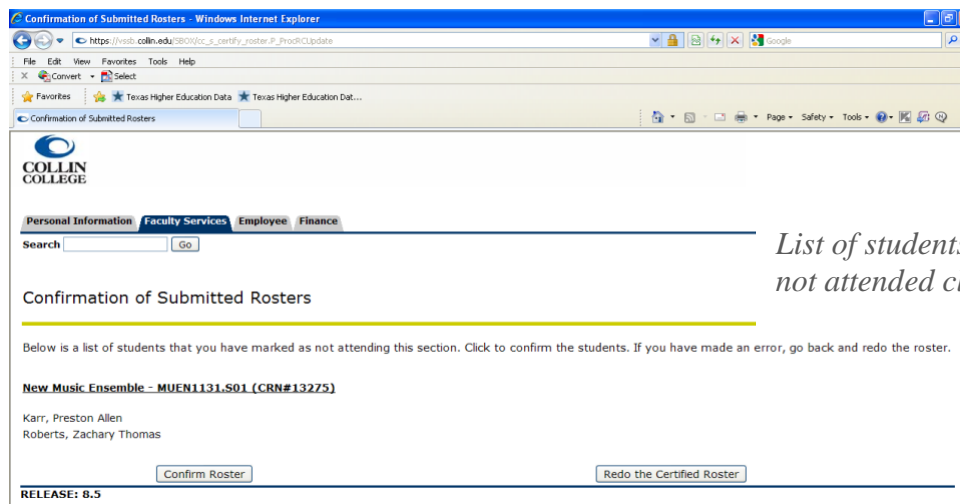 Confirmation of Submitted Rosters - Windows Internet Explorer
https://vssb.collin.edu/SBOX/cc_s_certify_roster.P_ProcRCUpdate
Google
File Edit View Favorites Tools Help
X Convert Select
Favorites Texas Higher Education Data Texas Higher Education Dat...
Confirmation of Submitted Rosters
Page Safety Tools
COLLIN
COLLEGE
Personal Information Faculty Services Employee Finance
Search Go
List of students
not attended cl
Confirmation of Submitted Rosters
Below is a list of students that you have marked as not attending this section. Click to confirm the students. If you have made an error, go back and redo the roster.
New Music Ensemble - MUEN1131.S01 (CRN#13275)
Karr, Preston Allen
Roberts, Zachary Thomas
Confirm Roster Redo the Certified Roster
RELEASE: 8.5